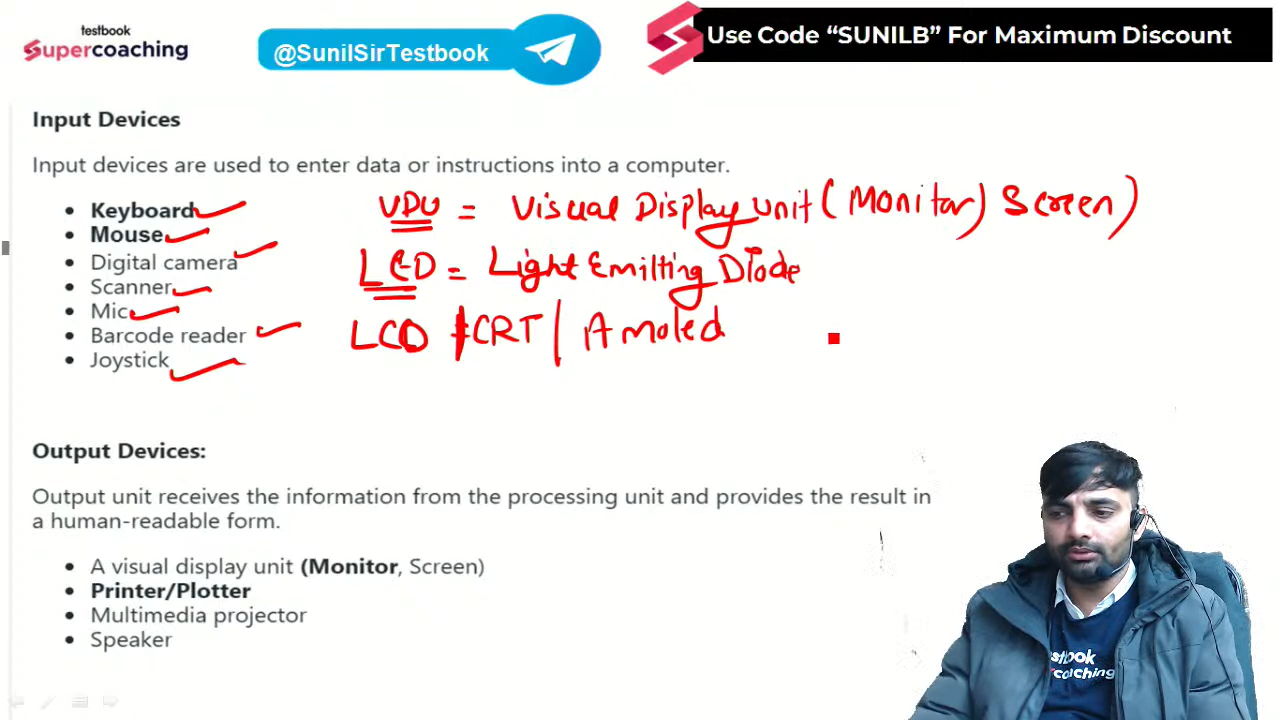 testbook
Supercoaching
@SunilSirTestbook
Use Code “SUNILB” For Maximum Discount
Input Devices
Input devices are used to enter data or instructions into a computer.
• Keyboard
• Mouse
• Digital camera
• Scanner
• Mic
• Barcode reader
• Joystick
VDU = Visual Display unit (Monitor) Screen)
LED = Light Emilting Diode
LCD / CRT / Amoled
Output Devices:
Output unit receives the information from the processing unit and provides the result in
a human-readable form.
• A visual display unit (Monitor, Screen)
• Printer/Plotter
• Multimedia projector
• Speaker
testbook
percoaching